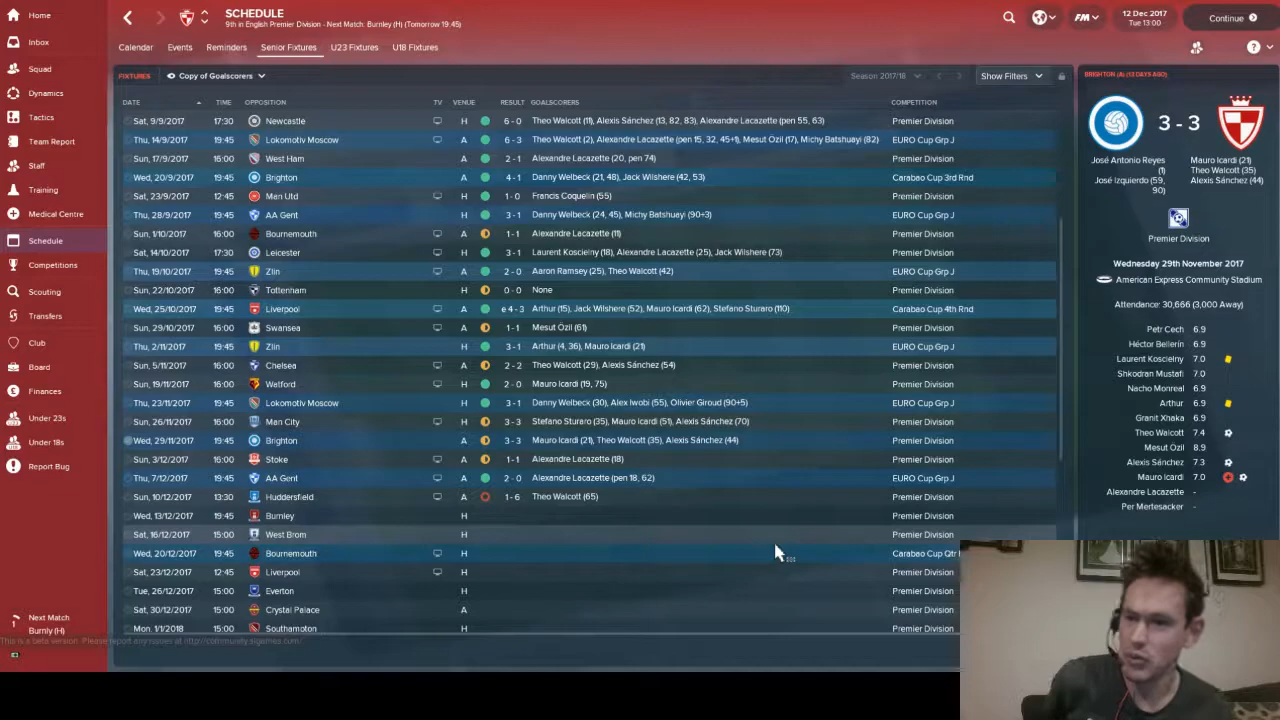 SCHEDULE
9th in English Premier Division - Next Match: Burnley (H) (Tomorrow 19:45)
FM
12 Dec 2017
Tue 13:00
Continue
Home
Inbox
Squad
Dynamics
Tactics
Team Report
Staff
Training
Medical Centre
Schedule
Competitions
Scouting
Transfers
Club
Board
Finances
Under 23s
Under 18s
Report Bug
Next Match
Burnly (H)
This is a beta version. Please report any issues at http://community.sigames.com/.
Calendar Events Reminders Senior Fixtures U23 Fixtures U18 Fixtures
FIXTURES Copy of Goalscorers Season 2017/18 Show Filters
DATE TIME OPPOSITION TV VENUE RESULT GOALSCORERS COMPETITION
Sat, 9/9/2017 17:30 Newcastle H 6 - 0 Theo Walcott (11), Alexis Sánchez (13, 82, 83), Alexandre Lacazette (pen 55, 63) Premier Division
Thu, 14/9/2017 19:45 Lokomotiv Moscow A 6 - 3 Theo Walcott (2), Alexandre Lacazette (pen 15, 32, 45+1), Mesut Özil (17), Michy Batshuayi (82) EURO Cup Grp J
Sun, 17/9/2017 16:00 West Ham A 2 - 1 Alexandre Lacazette (20, pen 74) Premier Division
Wed, 20/9/2017 19:45 Brighton A 4 - 1 Danny Welbeck (21, 48), Jack Wilshere (42, 53) Carabao Cup 3rd Rnd
Sat, 23/9/2017 12:45 Man Utd H 1 - 0 Francis Coquelin (55) Premier Division
Thu, 28/9/2017 19:45 AA Gent H 3 - 1 Danny Welbeck (24, 45), Michy Batshuayi (90+3) EURO Cup Grp J
Sun, 1/10/2017 16:00 Bournemouth A 1 - 1 Alexandre Lacazette (11) Premier Division
Sat, 14/10/2017 17:30 Leicester H 3 - 1 Laurent Koscielny (18), Alexandre Lacazette (25), Jack Wilshere (73) Premier Division
Thu, 19/10/2017 19:45 Zlin A 2 - 0 Aaron Ramsey (25), Theo Walcott (42) EURO Cup Grp J
Sun, 22/10/2017 16:00 Tottenham H 0 - 0 None Premier Division
Wed, 25/10/2017 19:45 Liverpool A e 4 - 3 Arthur (15), Jack Wilshere (52), Mauro Icardi (62), Stefano Sturaro (110) Carabao Cup 4th Rnd
Sun, 29/10/2017 16:00 Swansea A 1 - 1 Mesut Özil (61) Premier Division
Thu, 2/11/2017 19:45 Zlin H 3 - 1 Arthur (4, 36), Mauro Icardi (21) EURO Cup Grp J
Sun, 5/11/2017 16:00 Chelsea A 2 - 2 Theo Walcott (29), Alexis Sánchez (54) Premier Division
Sun, 19/11/2017 16:00 Watford H 2 - 0 Mauro Icardi (19, 75) Premier Division
Thu, 23/11/2017 19:45 Lokomotiv Moscow H 3 - 1 Danny Welbeck (30), Alex Iwobi (55), Olivier Giroud (90+5) EURO Cup Grp J
Sun, 26/11/2017 16:00 Man City H 3 - 3 Stefano Sturaro (35), Mauro Icardi (51), Alexis Sánchez (70) Premier Division
Wed, 29/11/2017 19:45 Brighton A 3 - 3 Mauro Icardi (21), Theo Walcott (35), Alexis Sánchez (44) Premier Division
Sun, 3/12/2017 16:00 Stoke A 1 - 1 Alexandre Lacazette (18) Premier Division
Thu, 7/12/2017 19:45 AA Gent A 2 - 0 Alexandre Lacazette (pen 18, 62) EURO Cup Grp J
Sun, 10/12/2017 13:30 Huddersfield A 1 - 6 Theo Walcott (65) Premier Division
Wed, 13/12/2017 19:45 Burnley H Premier Division
Sat, 16/12/2017 15:00 West Brom H Premier Division
Wed, 20/12/2017 19:45 Bournemouth H Carabao Cup Qtr
Sat, 23/12/2017 12:45 Liverpool H Premier Division
Tue, 26/12/2017 15:00 Everton H Premier Division
Sat, 30/12/2017 15:00 Crystal Palace A Premier Division
Mon, 1/1/2018 15:00 Southampton H Premier Division
BRIGHTON (A) (13 DAYS AGO)
3 - 3
José Antonio Reyes (1)
José Izquierdo (59, 90)
Mauro Icardi (21)
Theo Walcott (35)
Alexis Sánchez (44)
Premier Division
Wednesday 29th November 2017
American Express Community Stadium
Attendance: 30,666 (3,000 Away)
Petr Cech 6.9
Héctor Bellerín 6.9
Laurent Koscielny 7.0
Shkodran Mustafi 7.0
Nacho Monreal 6.9
Arthur 6.9
Granit Xhaka 6.9
Theo Walcott 7.4
Mesut Özil 8.9
Alexis Sánchez 7.3
Mauro Icardi 7.0
Alexandre Lacazette -
Per Mertesacker -